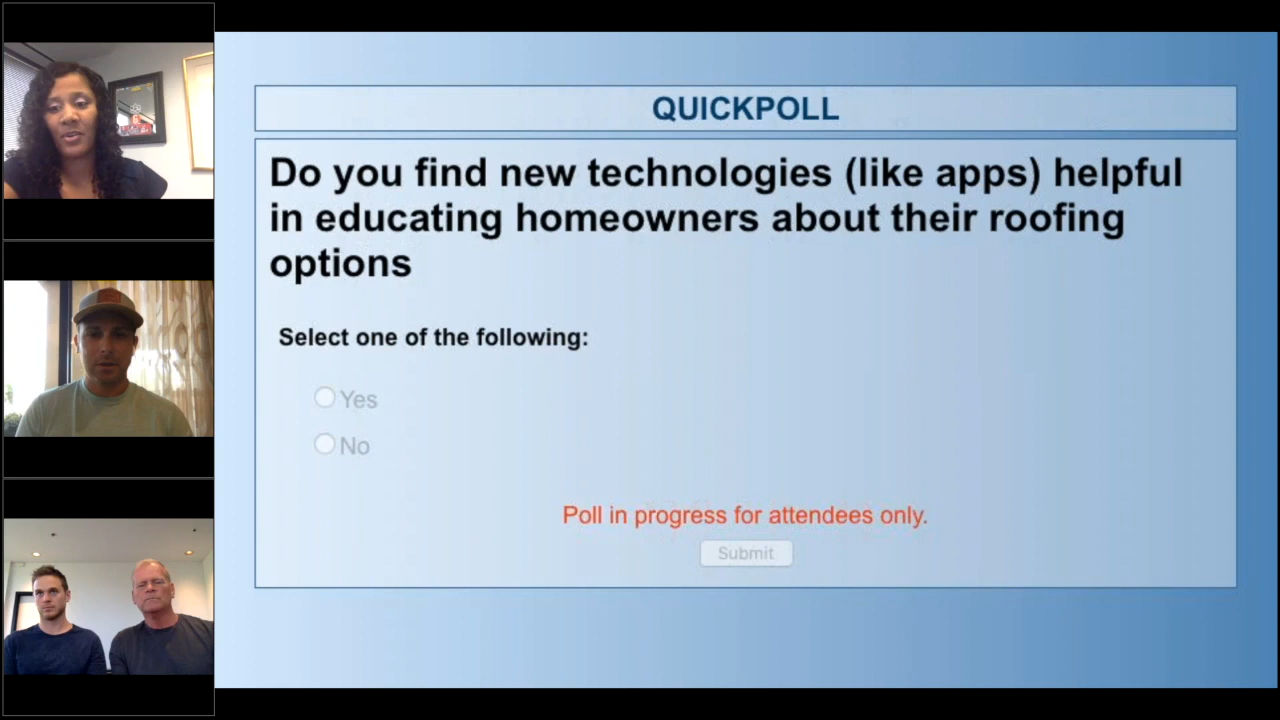 QUICKPOLL
Do you find new technologies (like apps) helpful
in educating homeowners about their roofing
options
Select one of the following:
Yes
No
Poll in progress for attendees only.
Submit